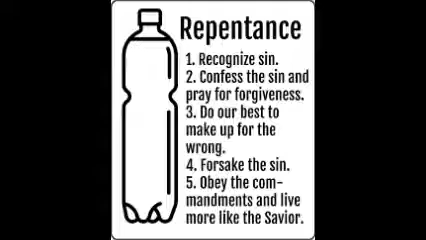 Repentance
1. Recognize sin.
2. Confess the sin and
pray for forgiveness.
3. Do our best to
make up for the
wrong.
4. Forsake the sin.
5. Obey the com-
mandments and live
more like the Savior.